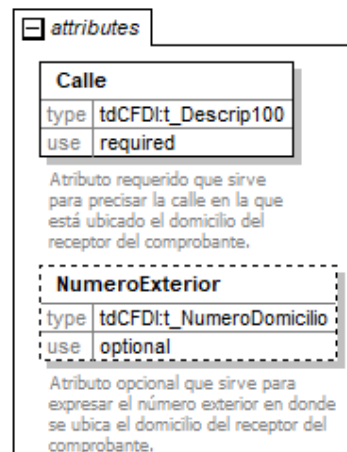 attributes
Calle
type tdCFDI:t_Descrip100
use required
Atributo requerido que sirve
para precisar la calle en la que
está ubicado el domicilio del
receptor del comprobante.
NumeroExterior
type tdCFDI:t_NumeroDomicilio
use optional
Atributo opcional que sirve para
expresar el número exterior en donde
se ubica el domicilio del receptor del
comprobante.